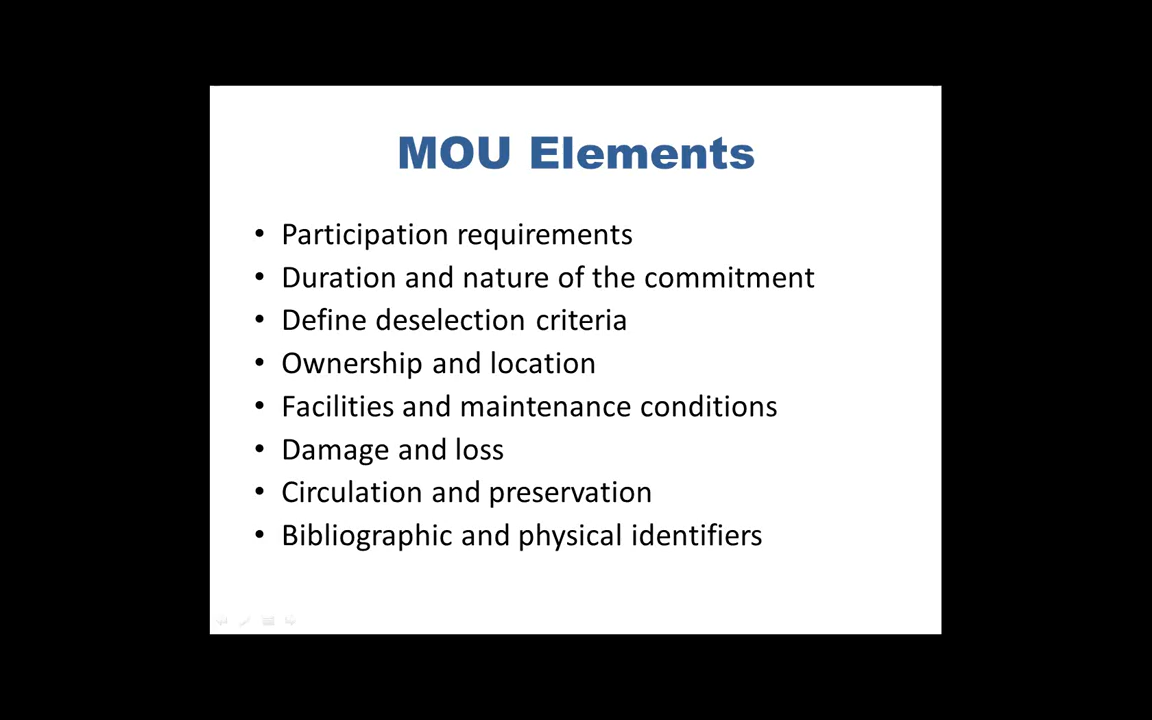 MOU Elements
• Participation requirements
• Duration and nature of the commitment
• Define deselection criteria
• Ownership and location
• Facilities and maintenance conditions
• Damage and loss
• Circulation and preservation
• Bibliographic and physical identifiers